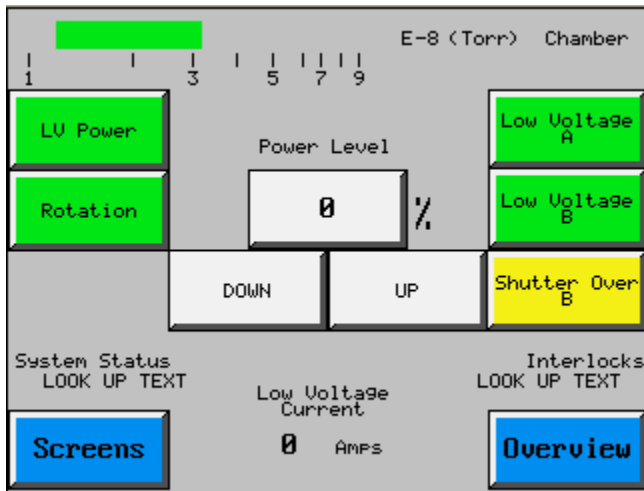 E-8 (Torr) Chamber
1 3 5 7 9
LV Power
Low Voltage
A
Power Level
Rotation
0 %
Low Voltage
B
DOWN
UP
Shutter Over
B
System Status
LOOK UP TEXT
Interlocks
LOOK UP TEXT
Low Voltage
Current
0 Amps
Screens
Overview